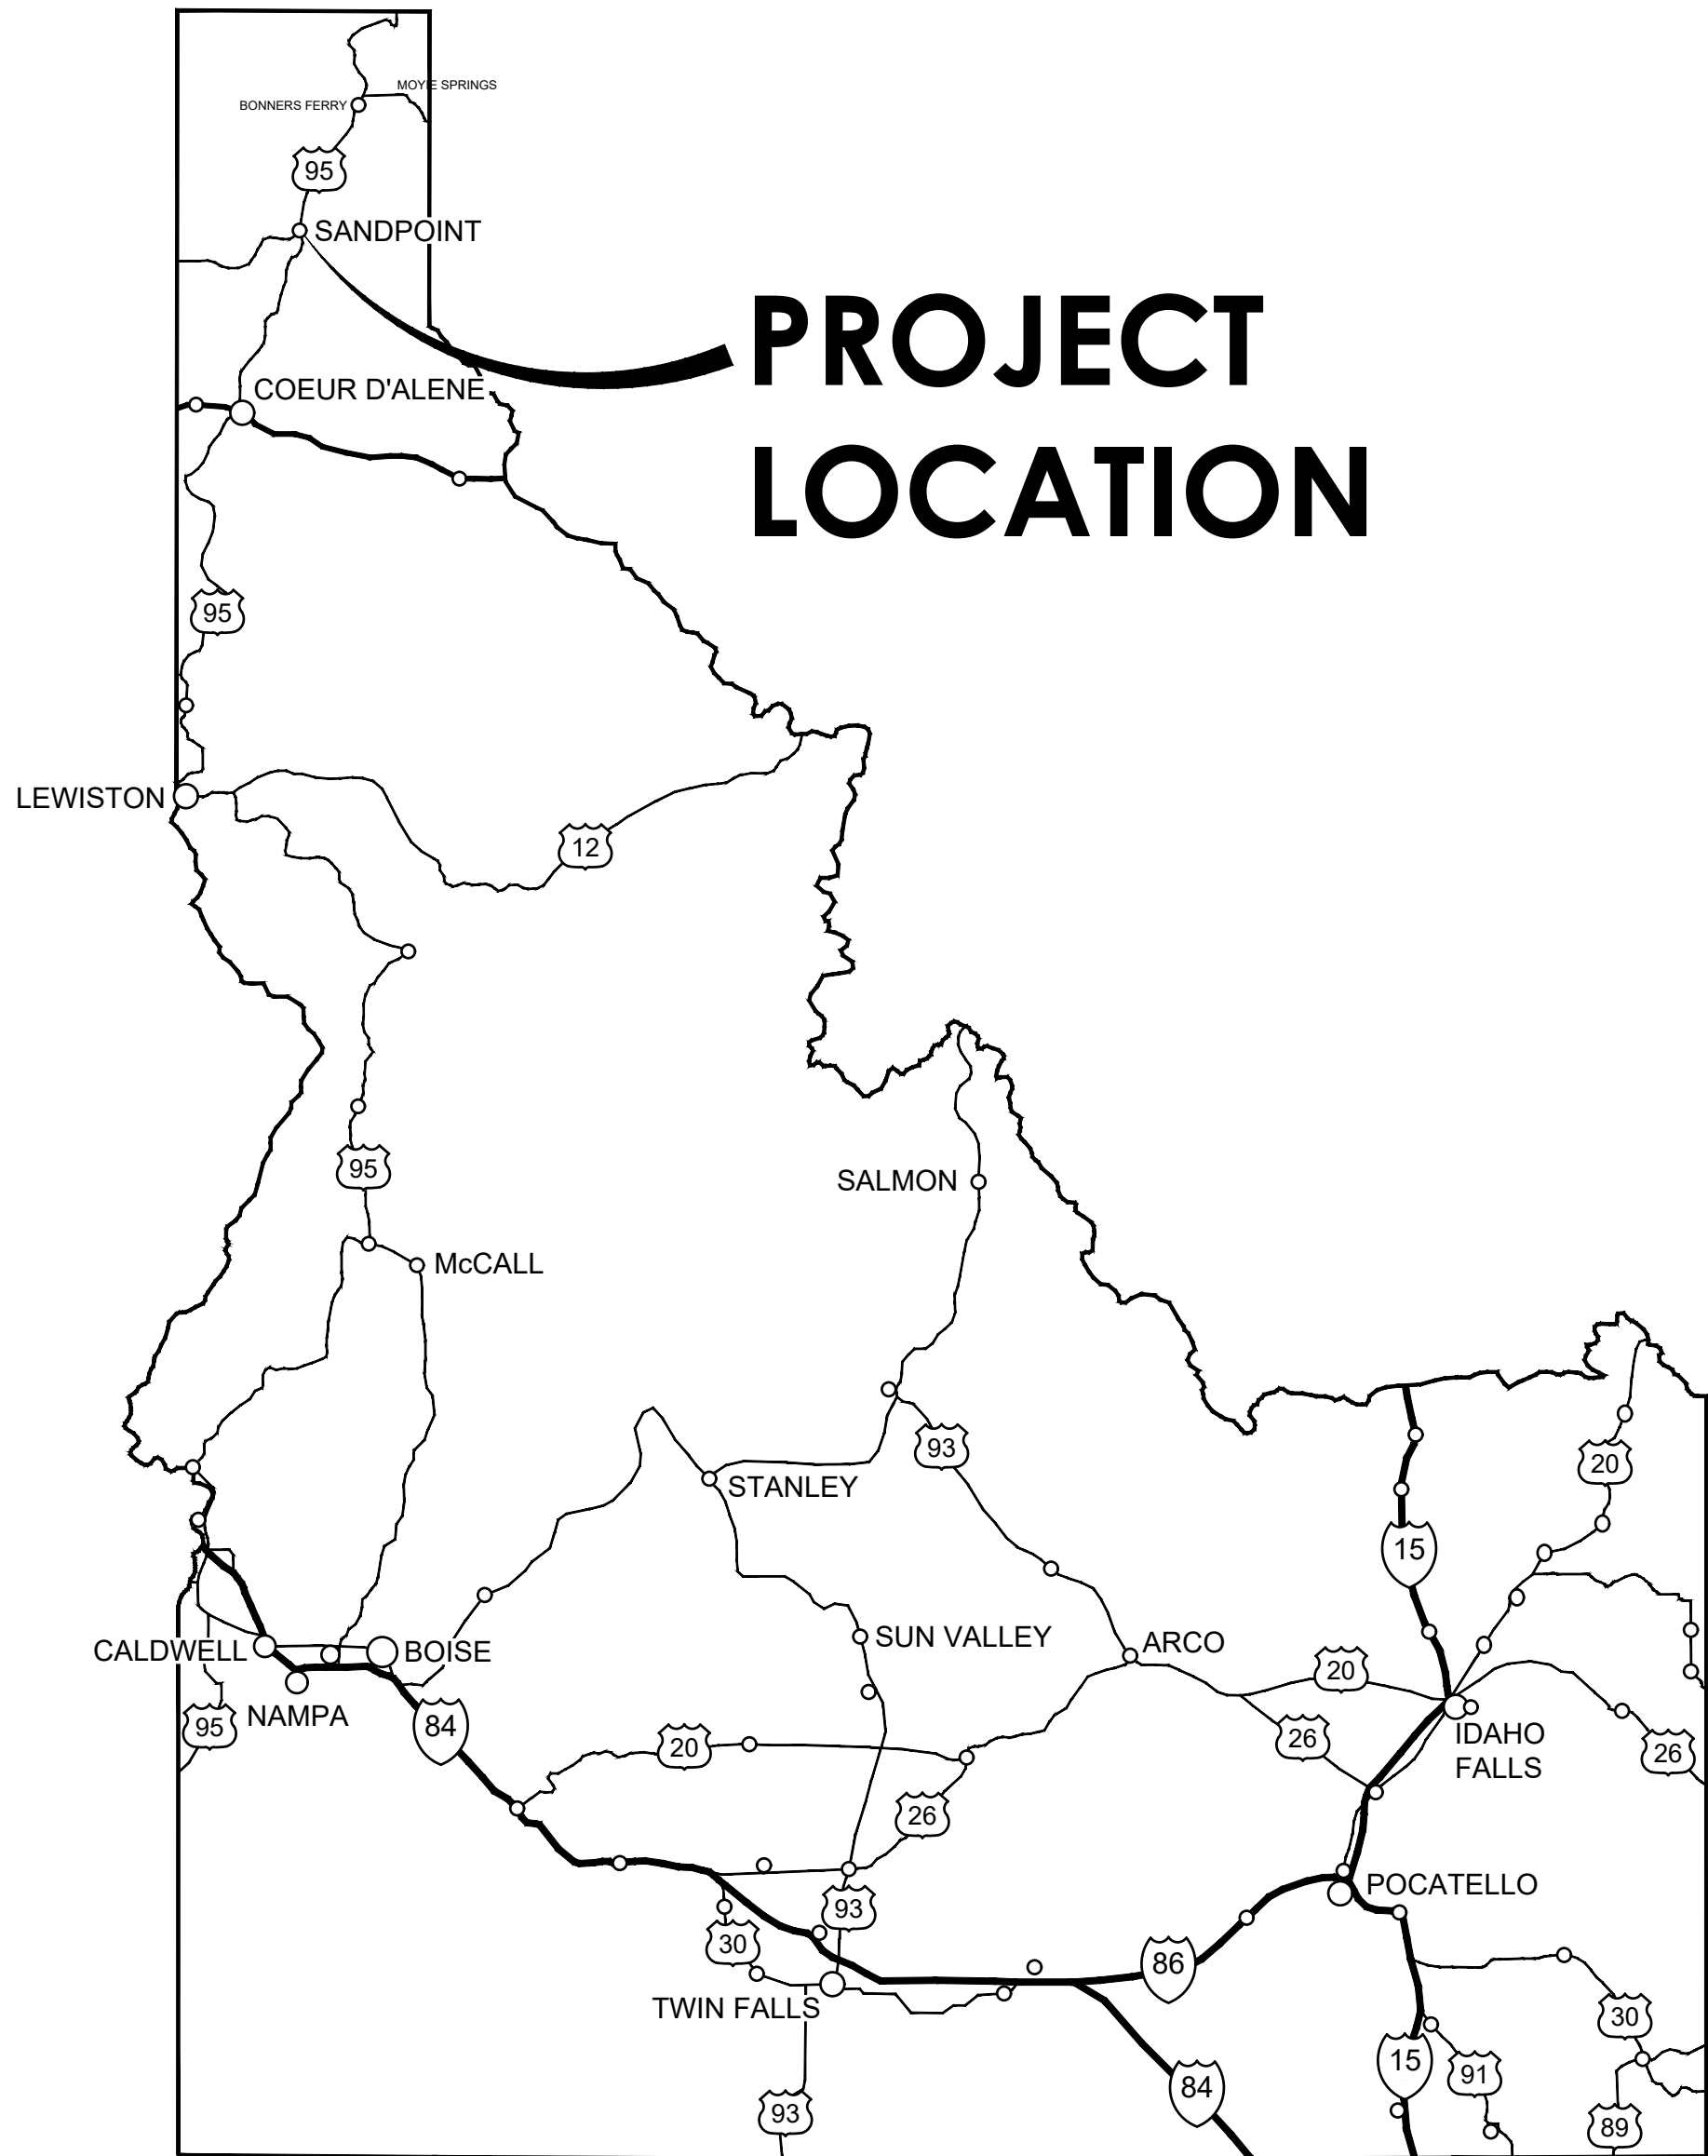 MOYIE SPRINGS
BONNERS FERRY
95
SANDPOINT
PROJECT
LOCATION
COEUR D'ALENE
95
LEWISTON
12
95
SALMON
McCALL
93
20
STANLEY
15
SUN VALLEY
ARCO
CALDWELL
BOISE
20
NAMPA
95
84
IDAHO
FALLS
20
26
26
26
POCATELLO
93
30
86
TWIN FALLS
30
15
91
84
93
89